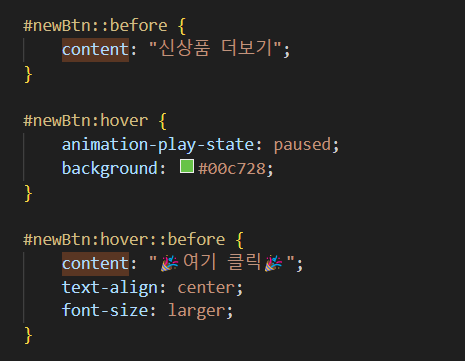 #newBtn::before {
    content: "신상품 더보기";
}
#newBtn:hover {
    animation-play-state: paused;
    background: #00c728;
}
#newBtn:hover::before {
    content: "🎉여기 클릭🎉";
    text-align: center;
    font-size: larger;
}